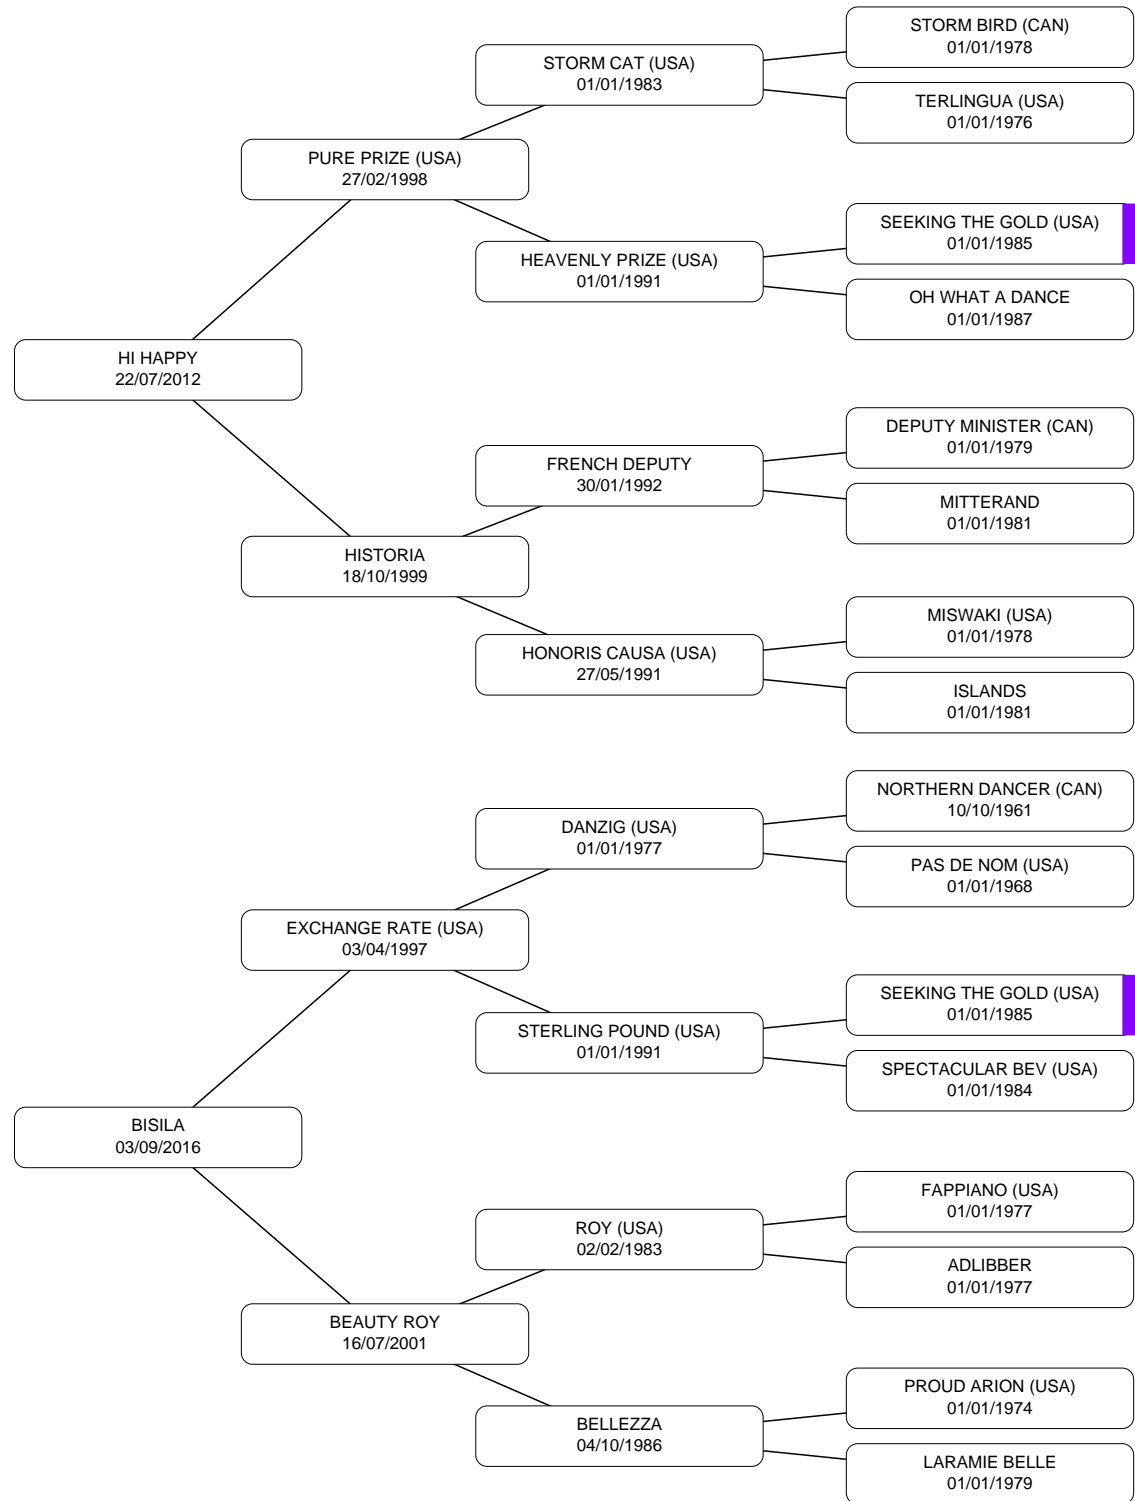 STORM BIRD (CAN)
01/01/1978
STORM CAT (USA)
01/01/1983
TERLINGUA (USA)
01/01/1976
PURE PRIZE (USA)
27/02/1998
SEEKING THE GOLD (USA)
01/01/1985
HEAVENLY PRIZE (USA)
01/01/1991
OH WHAT A DANCE
01/01/1987
HI HAPPY
22/07/2012
DEPUTY MINISTER (CAN)
01/01/1979
FRENCH DEPUTY
30/01/1992
MITTERAND
01/01/1981
HISTORIA
18/10/1999
MISWAKI (USA)
01/01/1978
HONORIS CAUSA (USA)
27/05/1991
ISLANDS
01/01/1981
NORTHERN DANCER (CAN)
10/10/1961
DANZIG (USA)
01/01/1977
PAS DE NOM (USA)
01/01/1968
EXCHANGE RATE (USA)
03/04/1997
SEEKING THE GOLD (USA)
01/01/1985
STERLING POUND (USA)
01/01/1991
SPECTACULAR BEV (USA)
01/01/1984
BISILA
03/09/2016
FAPPIANO (USA)
01/01/1977
ROY (USA)
02/02/1983
ADLIBBER
01/01/1977
BEAUTY ROY
16/07/2001
PROUD ARION (USA)
01/01/1974
BELLEZZA
04/10/1986
LARAMIE BELLE
01/01/1979